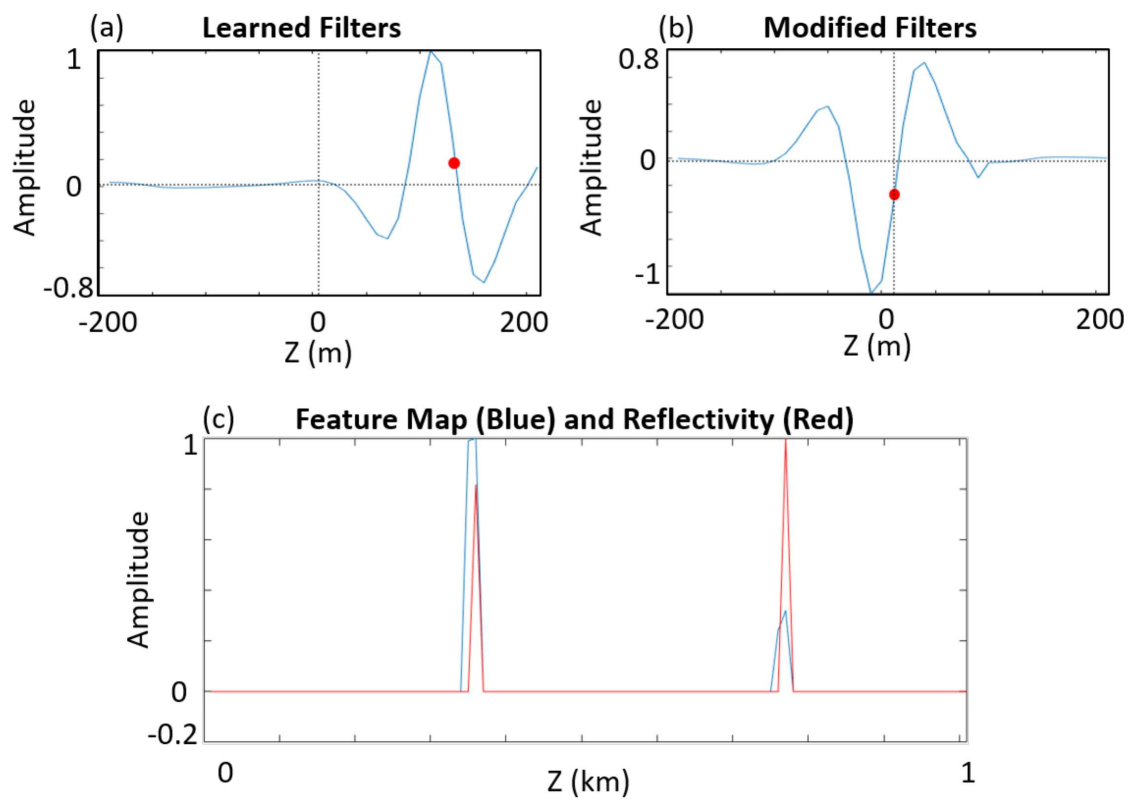 (a) Learned Filters
1
0
-0.8
Amplitude
-200 0 200
Z (m)
(b) Modified Filters
0.8
0
-1
Amplitude
-200 0 200
Z (m)
(c) Feature Map (Blue) and Reflectivity (Red)
1
0
-0.2
Amplitude
0 1
Z (km)